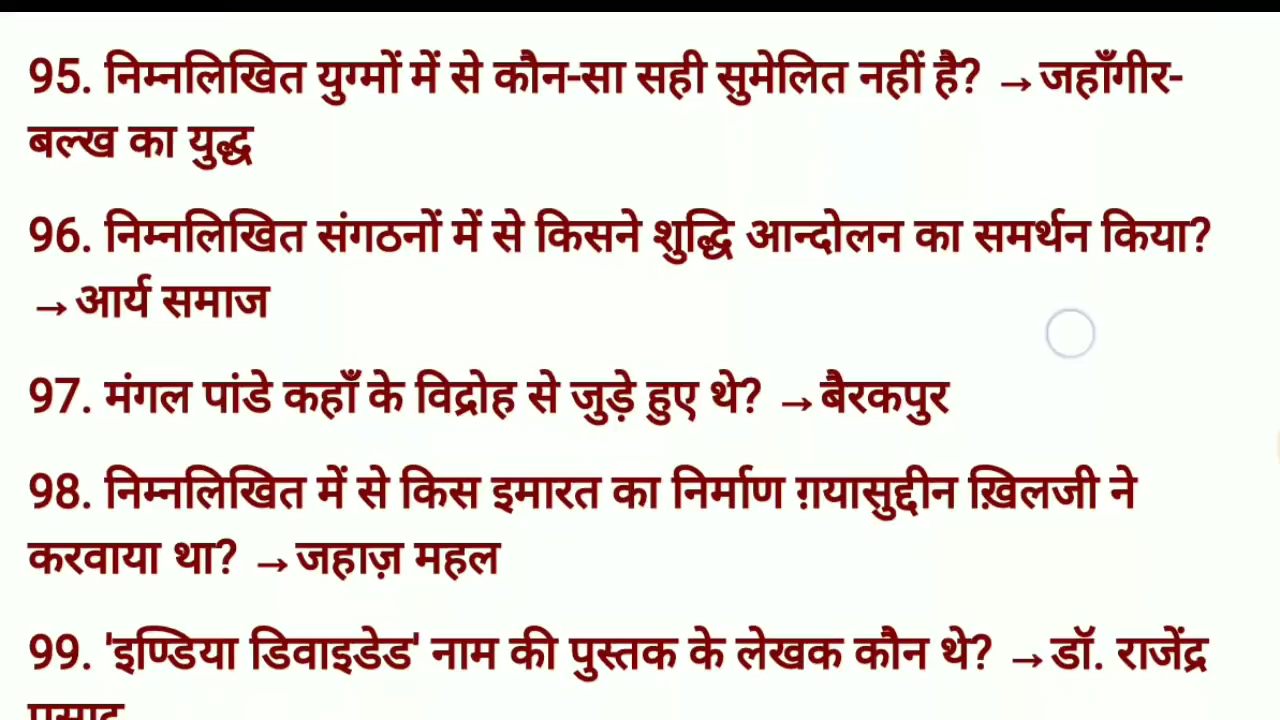 95. निम्नलिखित युग्मों में से कौन-सा सही सुमेलित नहीं है? →जहाँगीर-
बल्ख का युद्ध
96. निम्नलिखित संगठनों में से किसने शुद्धि आन्दोलन का समर्थन किया?
→आर्य समाज
97. मंगल पांडे कहाँ के विद्रोह से जुड़े हुए थे? →बैरकपुर
98. निम्नलिखित में से किस इमारत का निर्माण ग़यासुद्दीन ख़िलजी ने
करवाया था? →जहाज़ महल
99. 'इण्डिया डिवाइडेड' नाम की पुस्तक के लेखक कौन थे? →डॉ. राजेंद्र